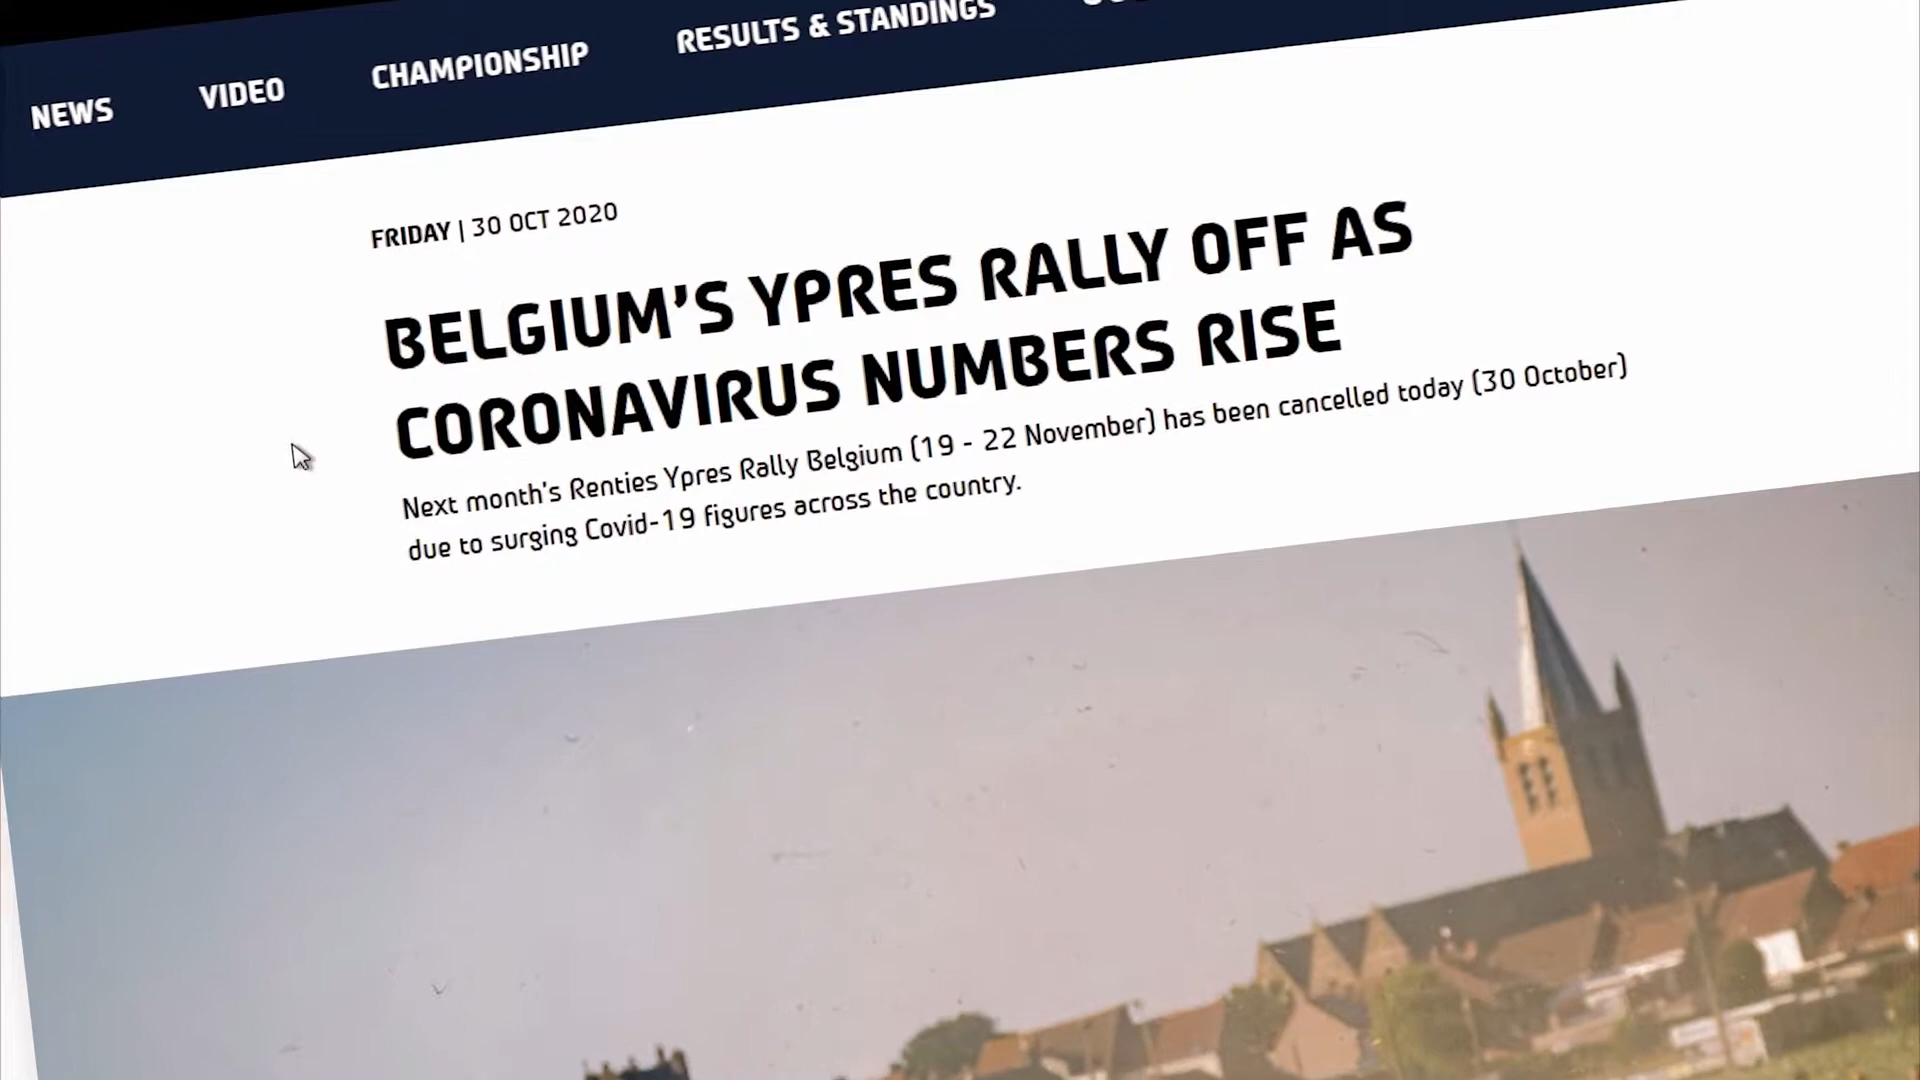 NEWS VIDEO CHAMPIONSHIP RESULTS & STANDINGS
FRIDAY | 30 OCT 2020
BELGIUM'S YPRES RALLY OFF AS
CORONAVIRUS NUMBERS RISE
Next month's Renties Ypres Rally Belgium (19 - 22 November) has been cancelled today (30 October)
due to surging Covid-19 figures across the country.